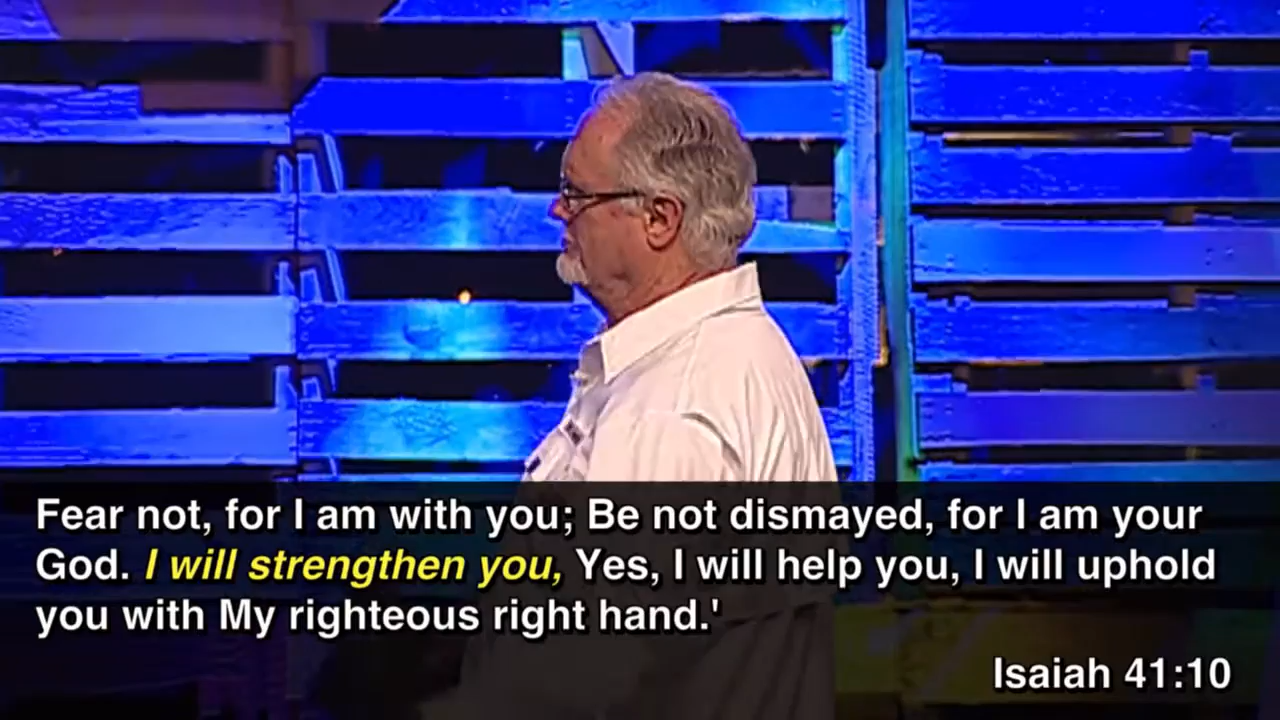 Fear not, for I am with you; Be not dismayed, for I am your
God. I will strengthen you, Yes, I will help you, I will uphold
you with My righteous right hand.'
Isaiah 41:10